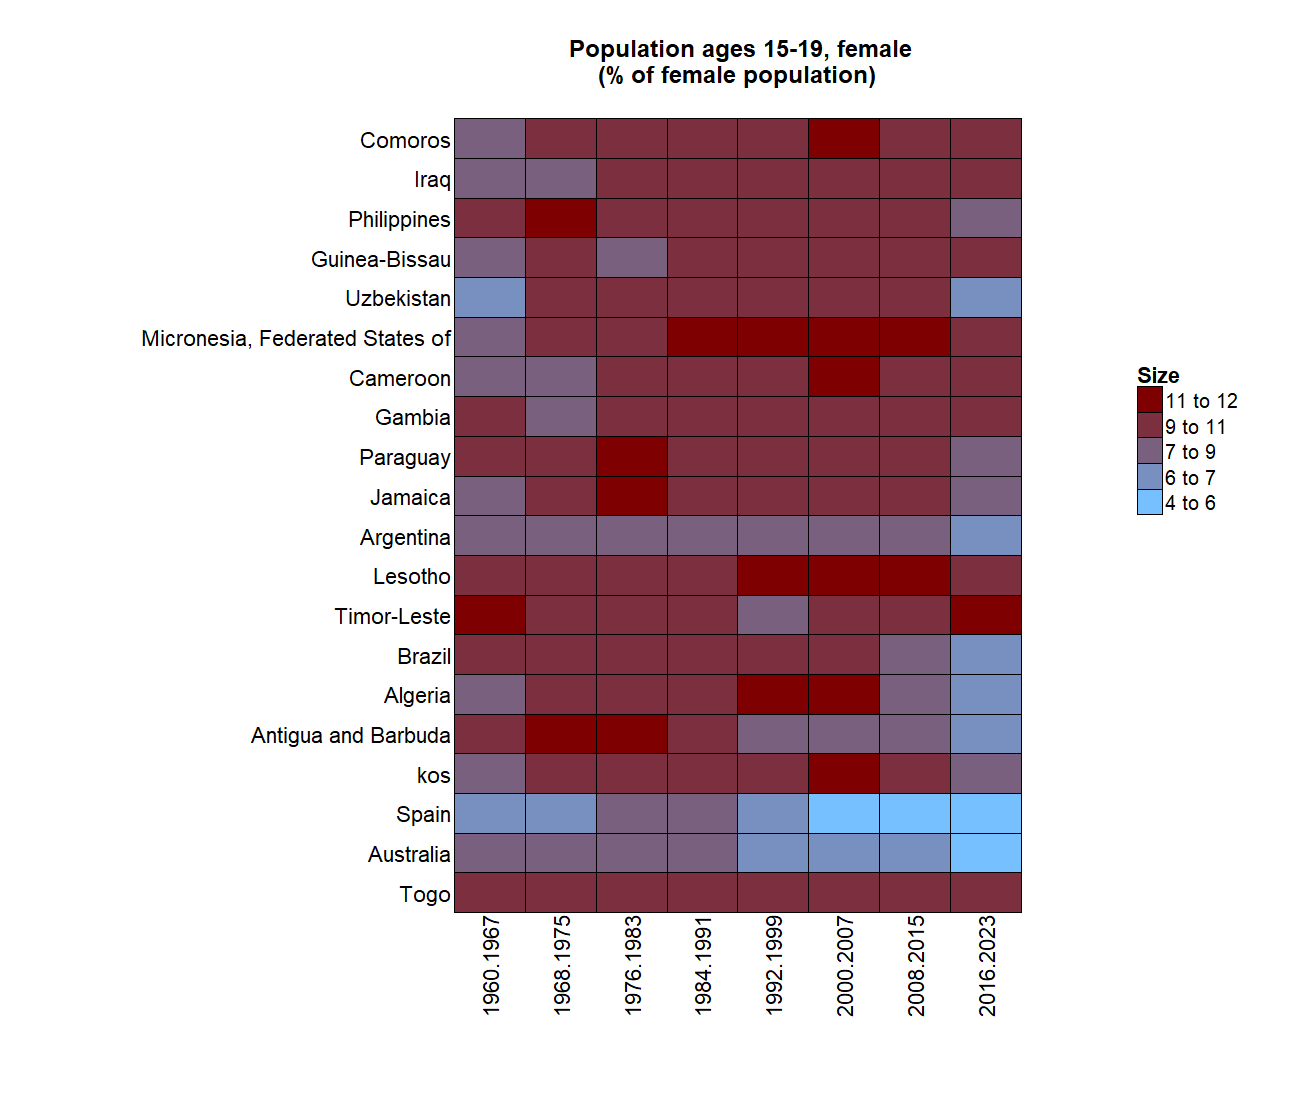 Population ages 15-19, female
(% of female population)
Comoros
Iraq
Philippines
Guinea-Bissau
Uzbekistan
Micronesia, Federated States of
Cameroon
Gambia
Paraguay
Jamaica
Argentina
Lesotho
Timor-Leste
Brazil
Algeria
Antigua and Barbuda
kos
Spain
Australia
Togo
1960.1967
1968.1975
1976.1983
1984.1991
1992.1999
2000.2007
2008.2015
2016.2023
Size
11 to 12
9 to 11
7 to 9
6 to 7
4 to 6